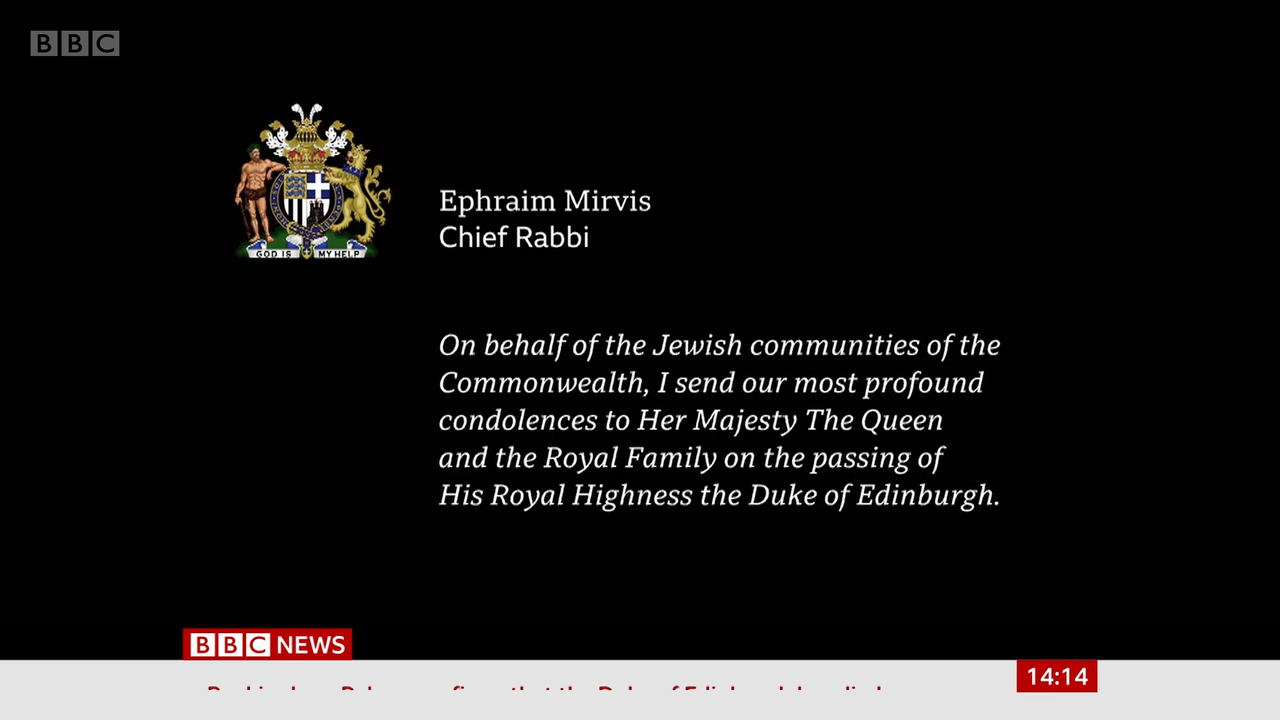 BBC
Ephraim Mirvis
Chief Rabbi
GOD IS MY HELP
On behalf of the Jewish communities of the
Commonwealth, I send our most profound
condolences to Her Majesty The Queen
and the Royal Family on the passing of
His Royal Highness the Duke of Edinburgh.
BBC NEWS
14:14